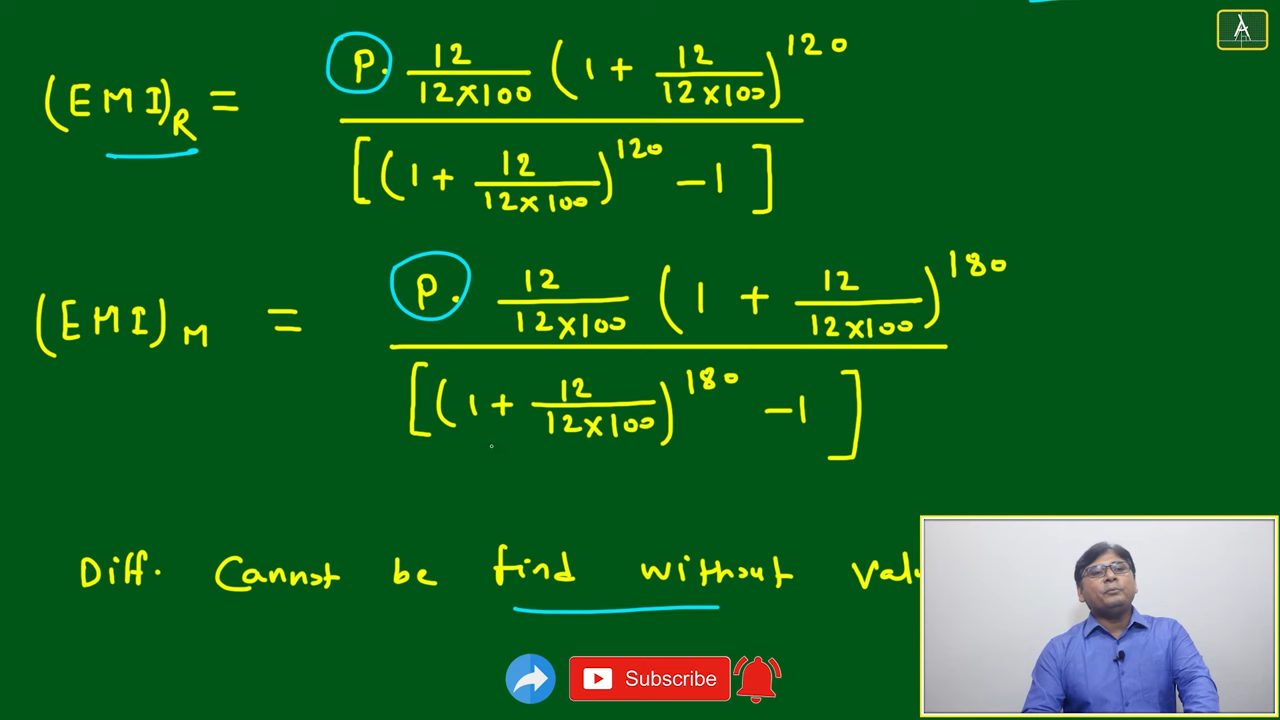 (EMI)R = P. 12/12×100 (1 + 12/12×100)^120 / [(1 + 12/12×100)^120 - 1]
(EMI)M = P. 12/12×100 (1 + 12/12×100)^180 / [(1 + 12/12×100)^180 - 1]
Diff. Cannot be find without
Subscribe